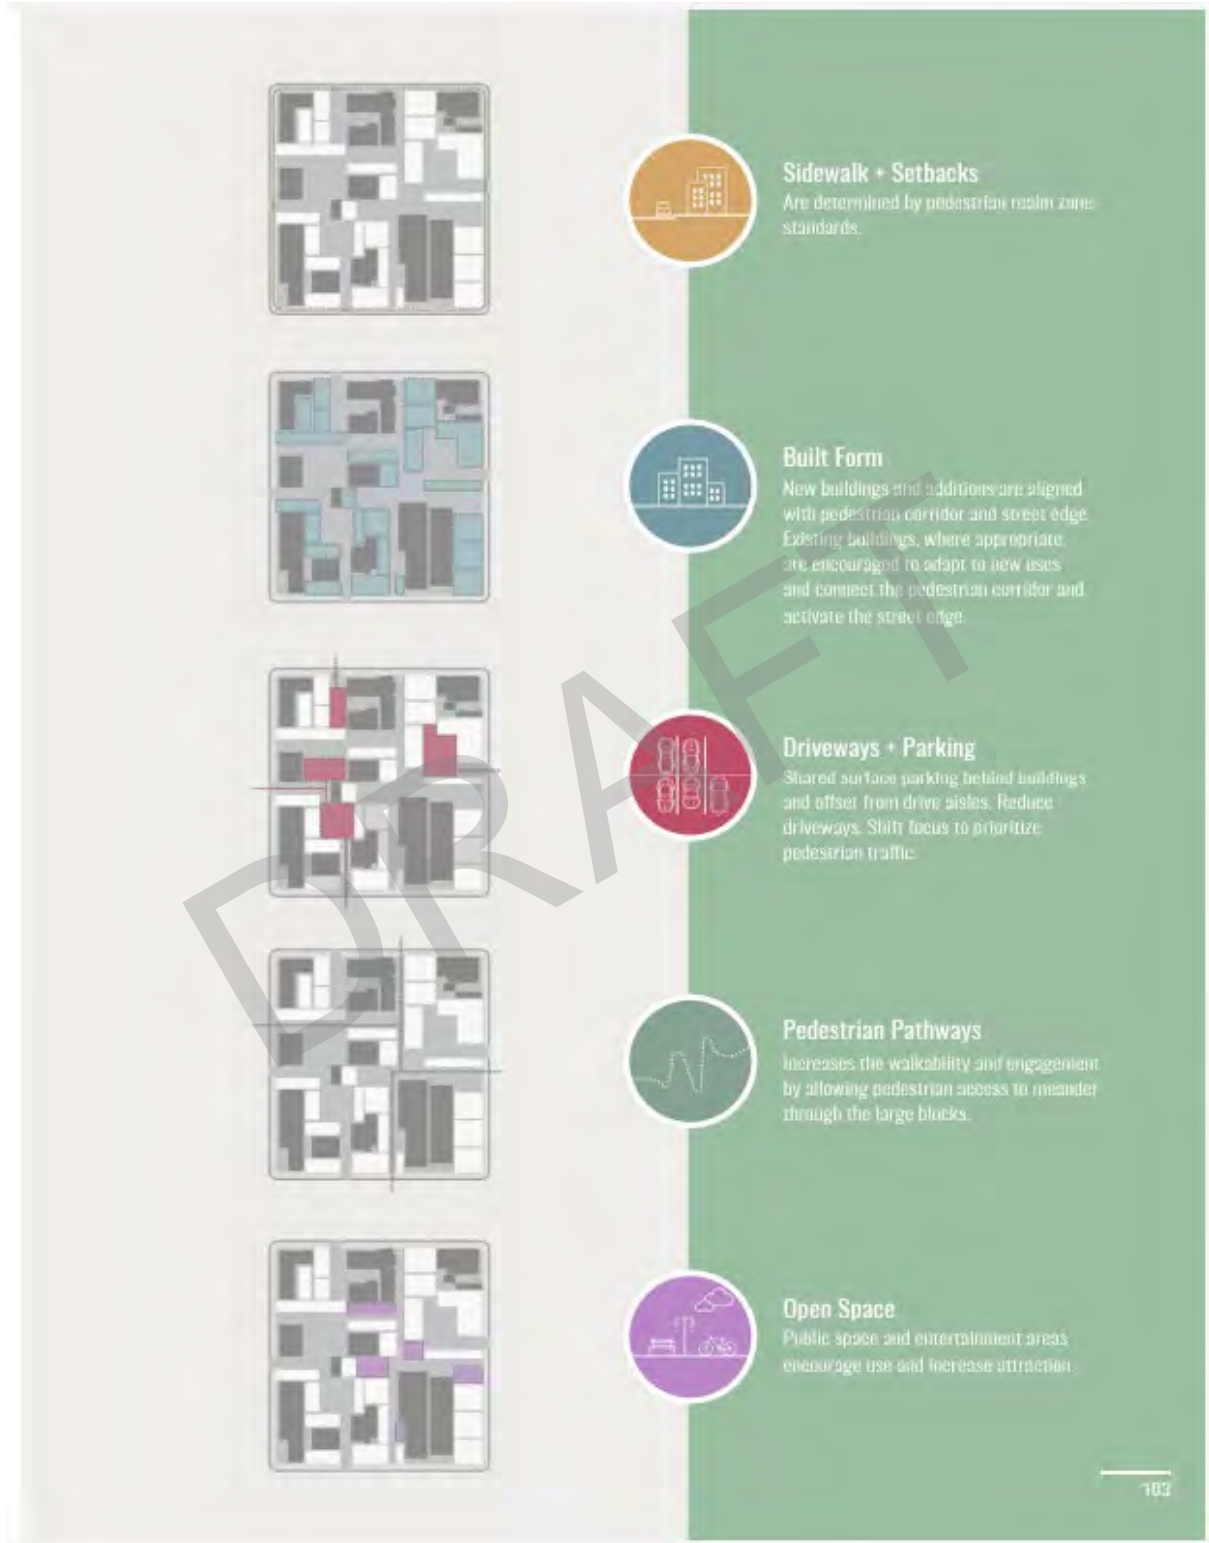 Sidewalk + Setbacks
Are determined by pedestrian realm zone
standards.
Built Form
New buildings and additions are aligned
with pedestrian corridor and street edge.
Existing buildings, where appropriate,
are encouraged to adapt to new uses
and connect the pedestrian corridor and
activate the street edge.
Driveways + Parking
Shared surface parking behind buildings
and offset from drive aisles. Reduce
driveways. Shift focus to prioritize
pedestrian traffic.
Pedestrian Pathways
Increases the walkability and engagement
by allowing pedestrian access to meander
through the large blocks.
Open Space
Public space and entertainment areas
encourage use and increase attraction.
DRAFT
103